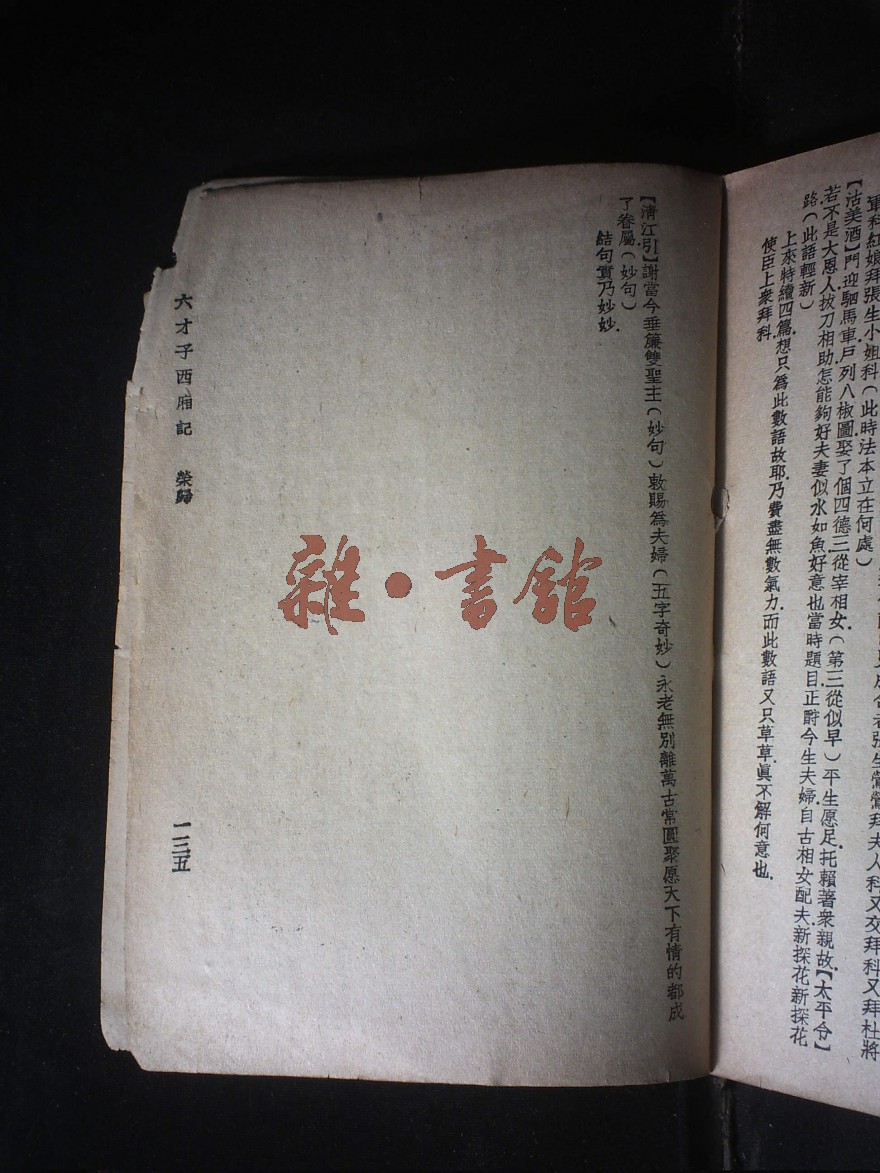 軍科紅娘拜張生小姐科（此時法本立在何處）
【沽美酒】門迎駟馬車戶列八椒圖娶了個四德三從宰相女（第三從似早）平生愿足托賴著衆親故【太平令】
若不是大恩人拔刀相助怎能夠好夫妻似水如魚好意也當時題目正酹今生夫婦自古相女配夫新探花新探花
路（此語輕新）
上來特續四篇想只爲此數語故耶乃費盡無數氣力而此數語又只草草眞不解何意也
使臣上衆拜科
【淸江引】謝當今垂簾雙聖主（妙句）敕賜爲夫婦（五字奇妙）永老無別離萬古常圓聚愿天下有情的都成
了眷屬（妙句）
結句實乃妙妙
六才子西廂記 榮歸
一三五
雜·書館